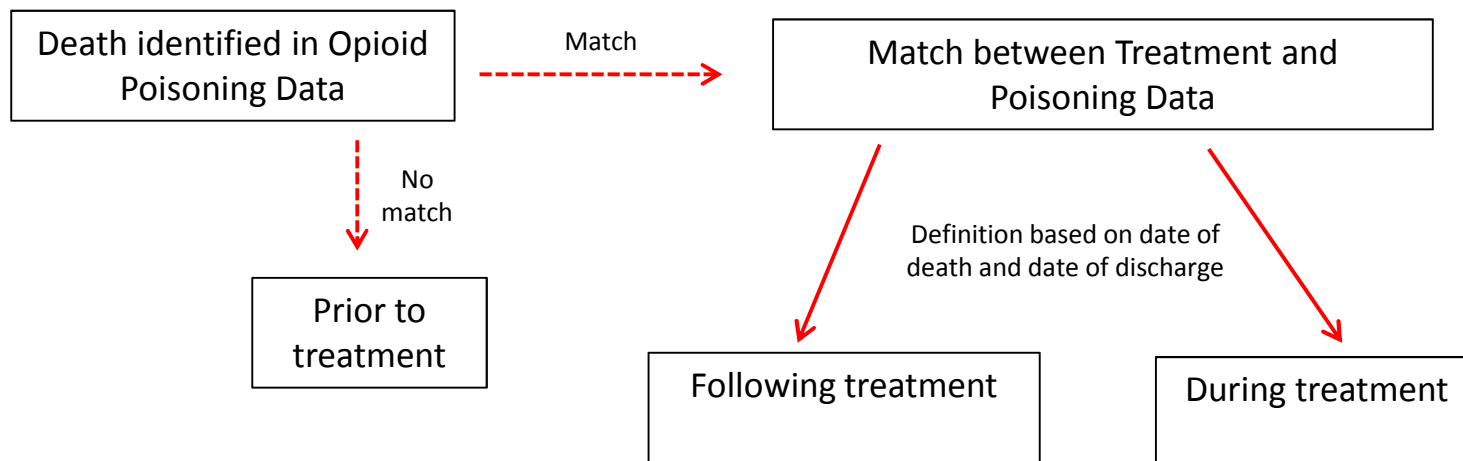 Death identified in Opioid
Poisoning Data
Match
Match between Treatment and
Poisoning Data
No
match
Definition based on date of
death and date of discharge
Prior to
treatment
Following treatment
During treatment